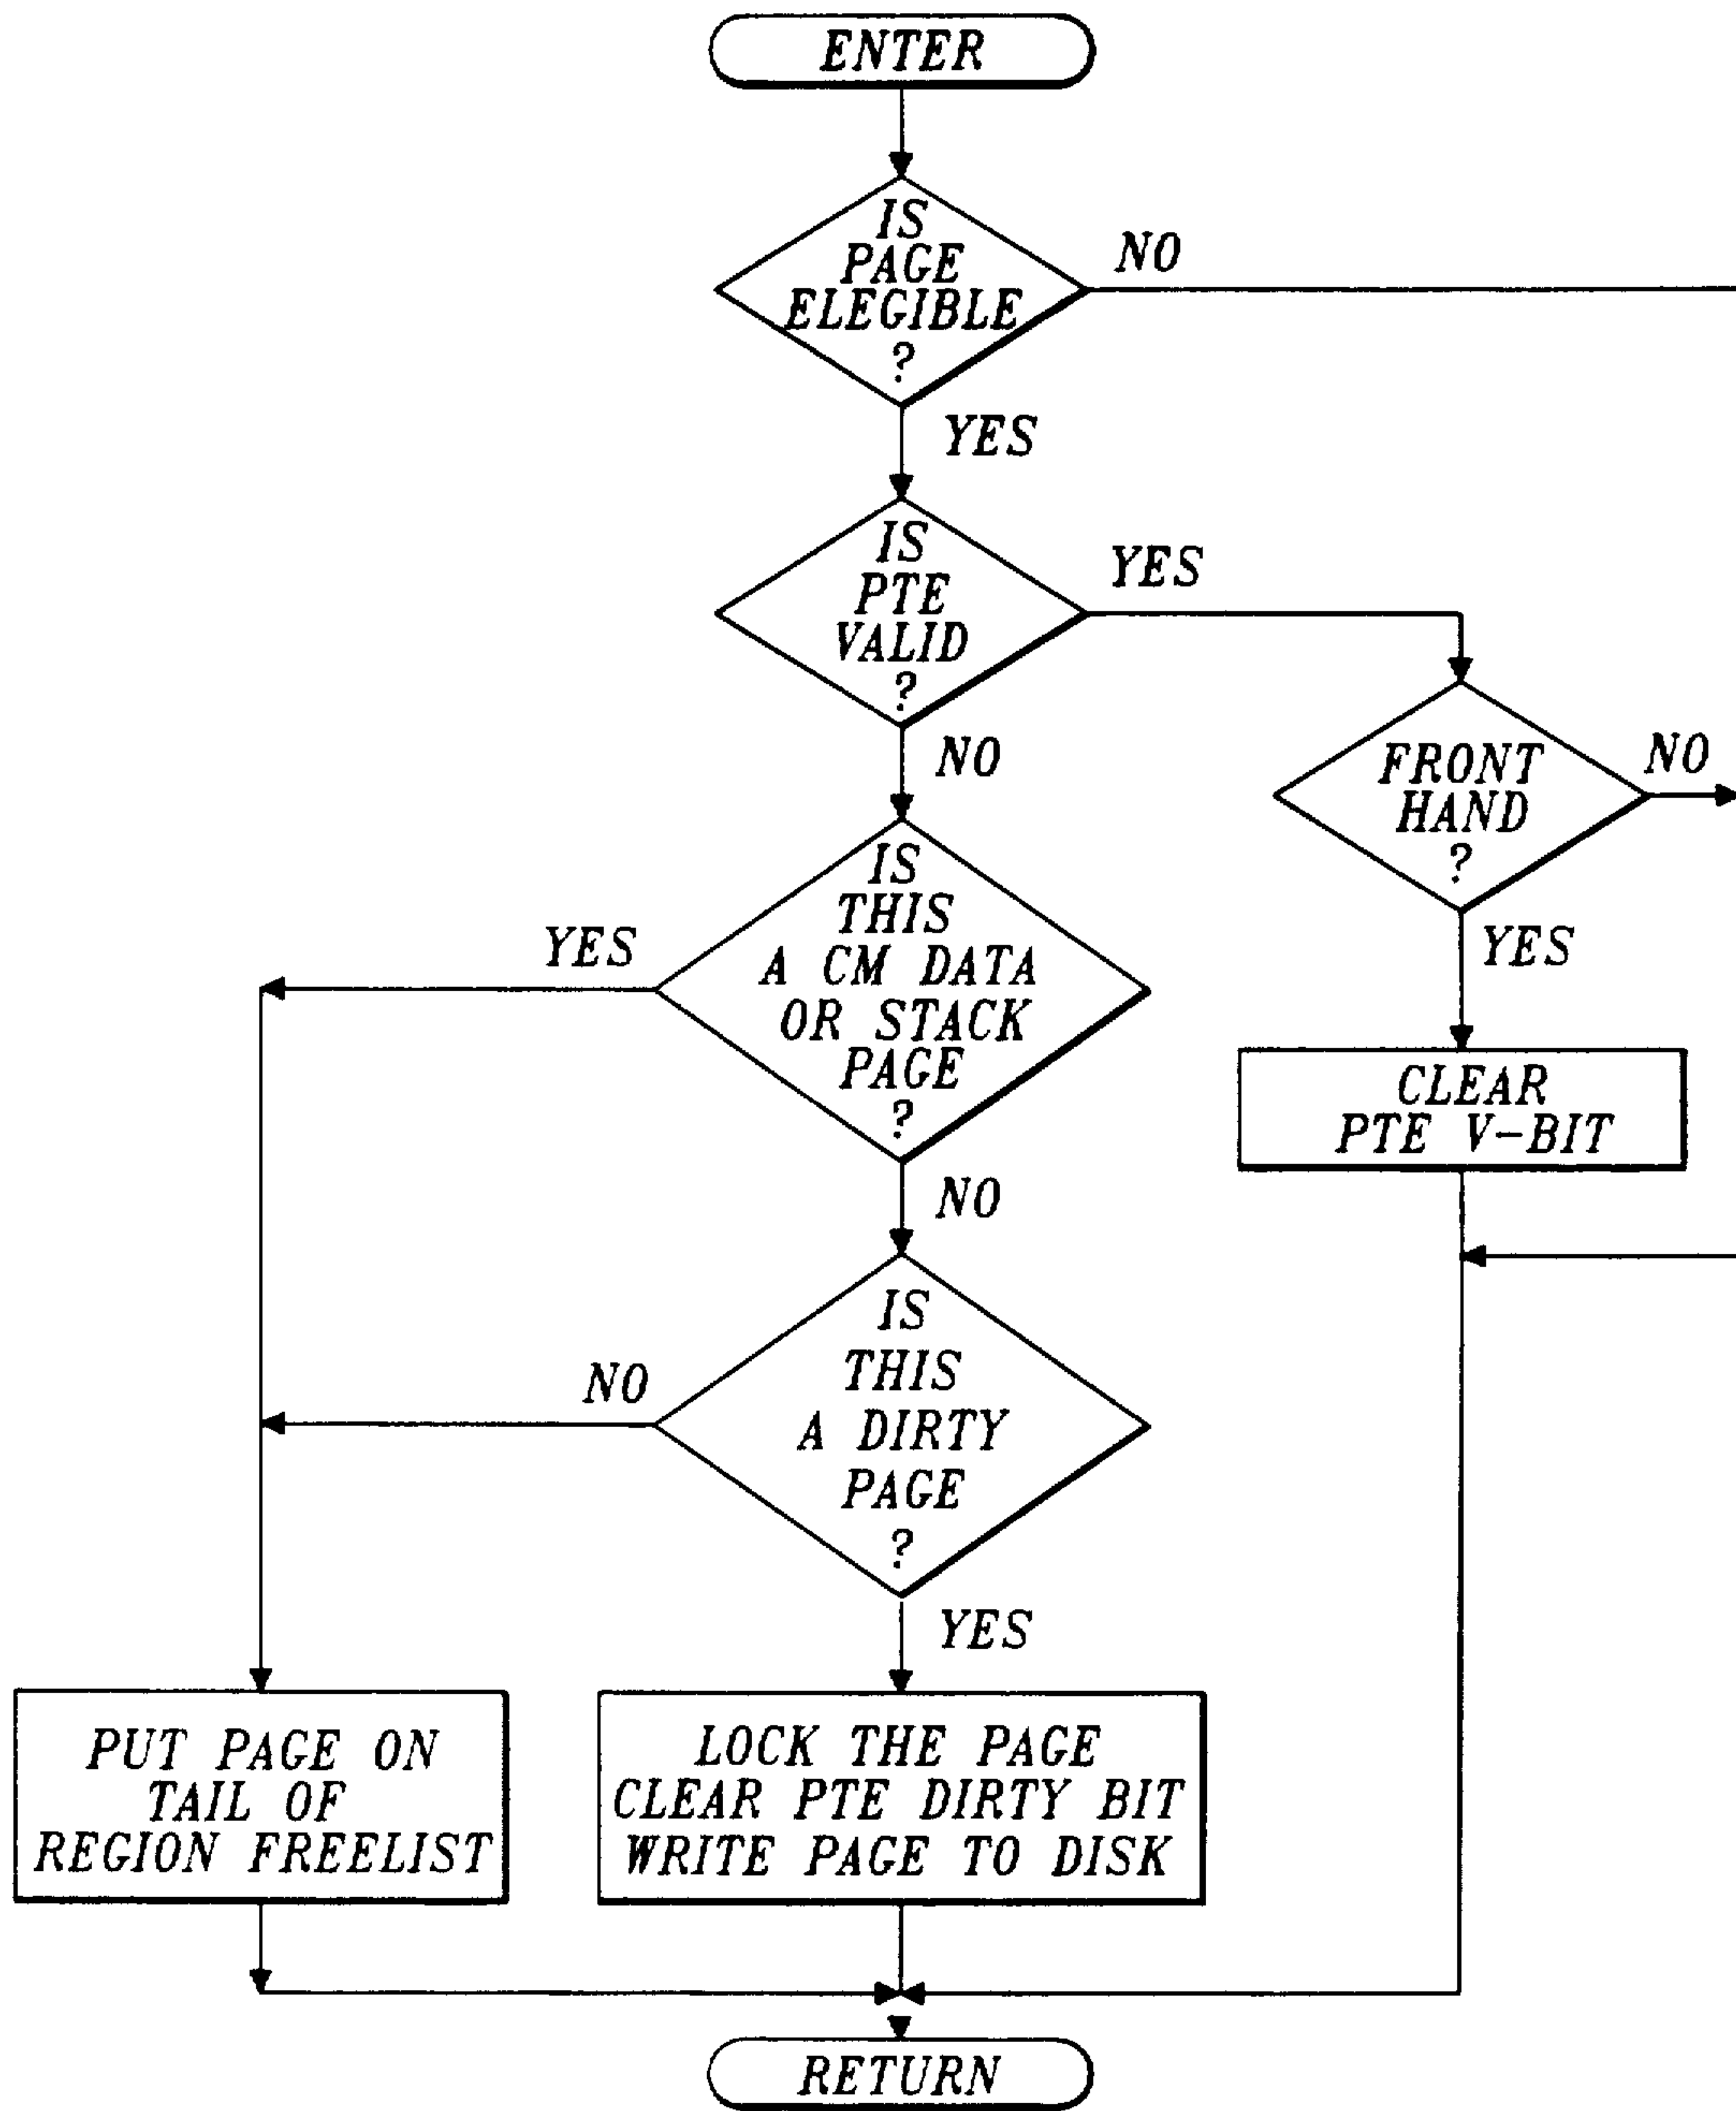 ENTER
IS
PAGE
ELEGIBLE
?
NO
YES
IS
PTE
VALID
?
YES
NO
FRONT
HAND
?
NO
YES
IS
THIS
A CM DATA
OR STACK
PAGE
?
YES
NO
CLEAR
PTE V-BIT
IS
THIS
A DIRTY
PAGE
?
NO
YES
PUT PAGE ON
TAIL OF
REGION FREELIST
LOCK THE PAGE
CLEAR PTE DIRTY BIT
WRITE PAGE TO DISK
RETURN